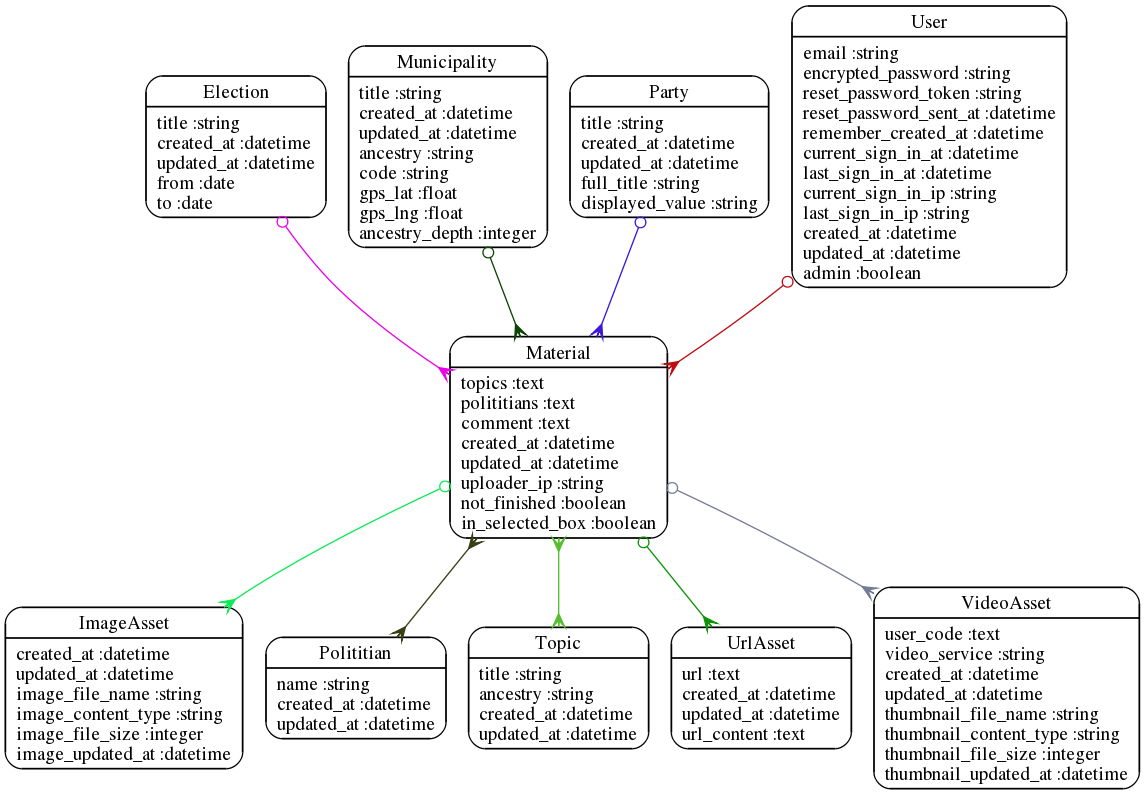 Election
title :string
created_at :datetime
updated_at :datetime
from :date
to :date
Municipality
title :string
created_at :datetime
updated_at :datetime
ancestry :string
code :string
gps_lat :float
gps_lng :float
ancestry_depth :integer
Party
title :string
created_at :datetime
updated_at :datetime
full_title :string
displayed_value :string
User
email :string
encrypted_password :string
reset_password_token :string
reset_password_sent_at :datetime
remember_created_at :datetime
current_sign_in_at :datetime
last_sign_in_at :datetime
current_sign_in_ip :string
last_sign_in_ip :string
created_at :datetime
updated_at :datetime
admin :boolean
Material
topics :text
polititians :text
comment :text
created_at :datetime
updated_at :datetime
uploader_ip :string
not_finished :boolean
in_selected_box :boolean
ImageAsset
created_at :datetime
updated_at :datetime
image_file_name :string
image_content_type :string
image_file_size :integer
image_updated_at :datetime
Polititian
name :string
created_at :datetime
updated_at :datetime
Topic
title :string
ancestry :string
created_at :datetime
updated_at :datetime
UrlAsset
url :text
created_at :datetime
updated_at :datetime
url_content :text
VideoAsset
user_code :text
video_service :string
created_at :datetime
updated_at :datetime
thumbnail_file_name :string
thumbnail_content_type :string
thumbnail_file_size :integer
thumbnail_updated_at :datetime